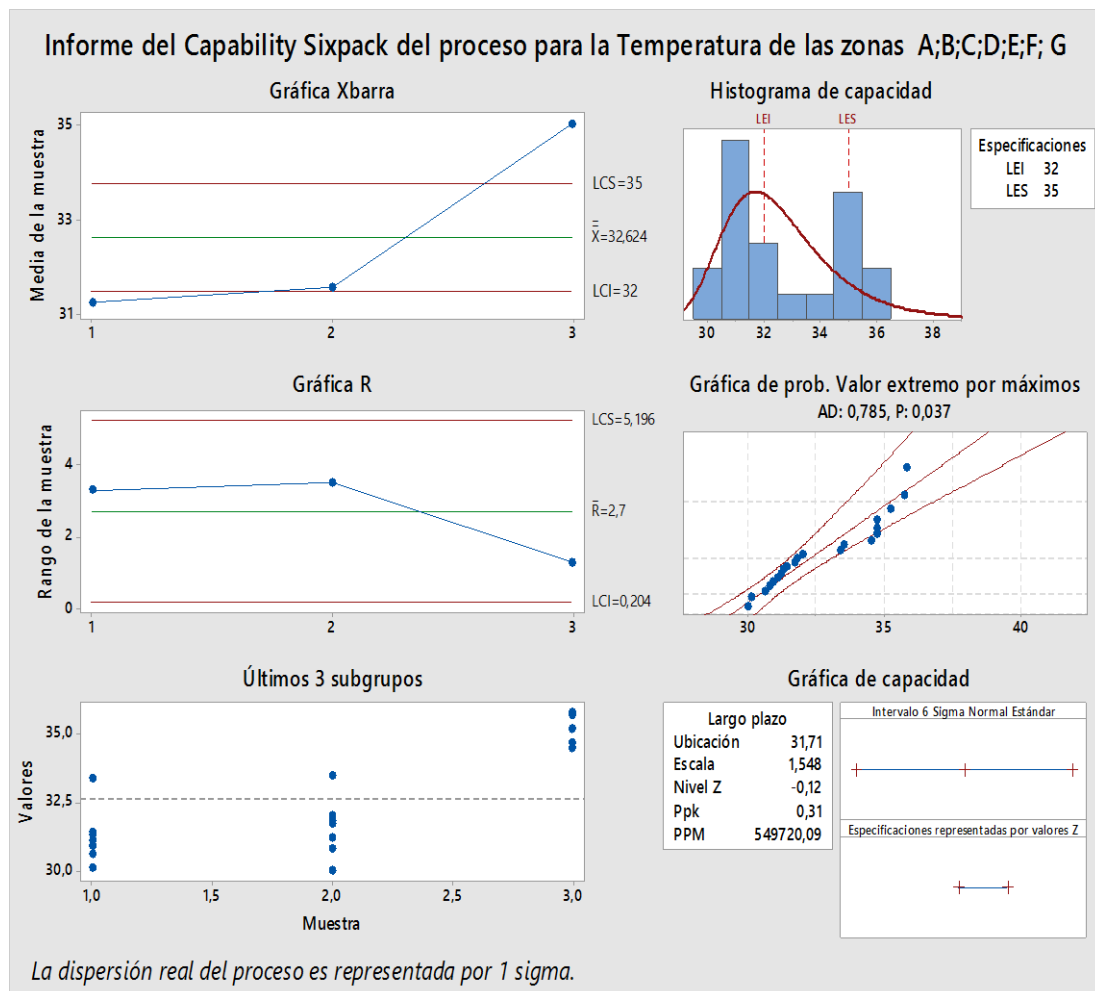 Informe del Capability Sixpack del proceso para la Temperatura de las zonas A;B;C;D;E;F; G
Gráfica Xbarra
Media de la muestra
35
33
31
1 2 3
LCS=35
X=32,624
LCI=32
Histograma de capacidad
LEI LES
30 32 34 36 38
Especificaciones
LEI 32
LES 35
Gráfica R
Rango de la muestra
4
2
0
1 2 3
LCS=5,196
R=2,7
LCI=0,204
Gráfica de prob. Valor extremo por máximos
AD: 0,785, P: 0,037
30 35 40
Últimos 3 subgrupos
Valores
35,0
32,5
30,0
1,0 1,5 2,0 2,5 3,0
Muestra
Gráfica de capacidad
Largo plazo
Ubicación 31,71
Escala 1,548
Nivel Z -0,12
Ppk 0,31
PPM 549720,09
Intervalo 6 Sigma Normal Estándar
Especificaciones representadas por valores Z
La dispersión real del proceso es representada por 1 sigma.